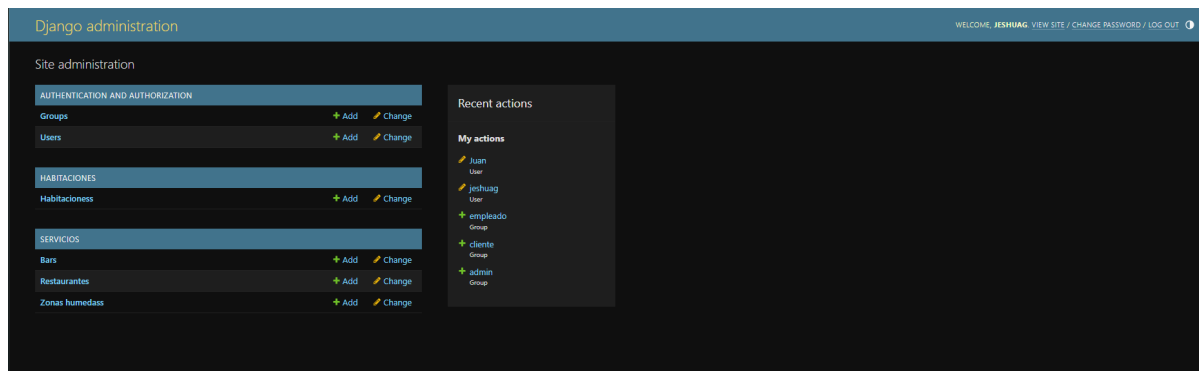 Django administration
WELCOME, JESHUAG. VIEW SITE / CHANGE PASSWORD / LOG OUT
Site administration
AUTHENTICATION AND AUTHORIZATION
Groups + Add Change
Users + Add Change
HABITACIONES
Habitacioness + Add Change
SERVICIOS
Bars + Add Change
Restaurantes + Add Change
Zonas humedass + Add Change
Recent actions
My actions
Juan
User
jeshuag
User
+ empleado
Group
+ cliente
Group
+ admin
Group